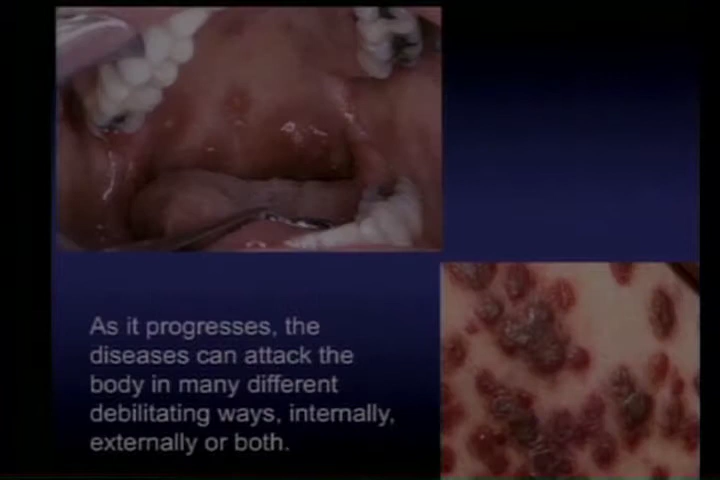 As it progresses, the
diseases can attack the
body in many different
debilitating ways, internally,
externally or both.